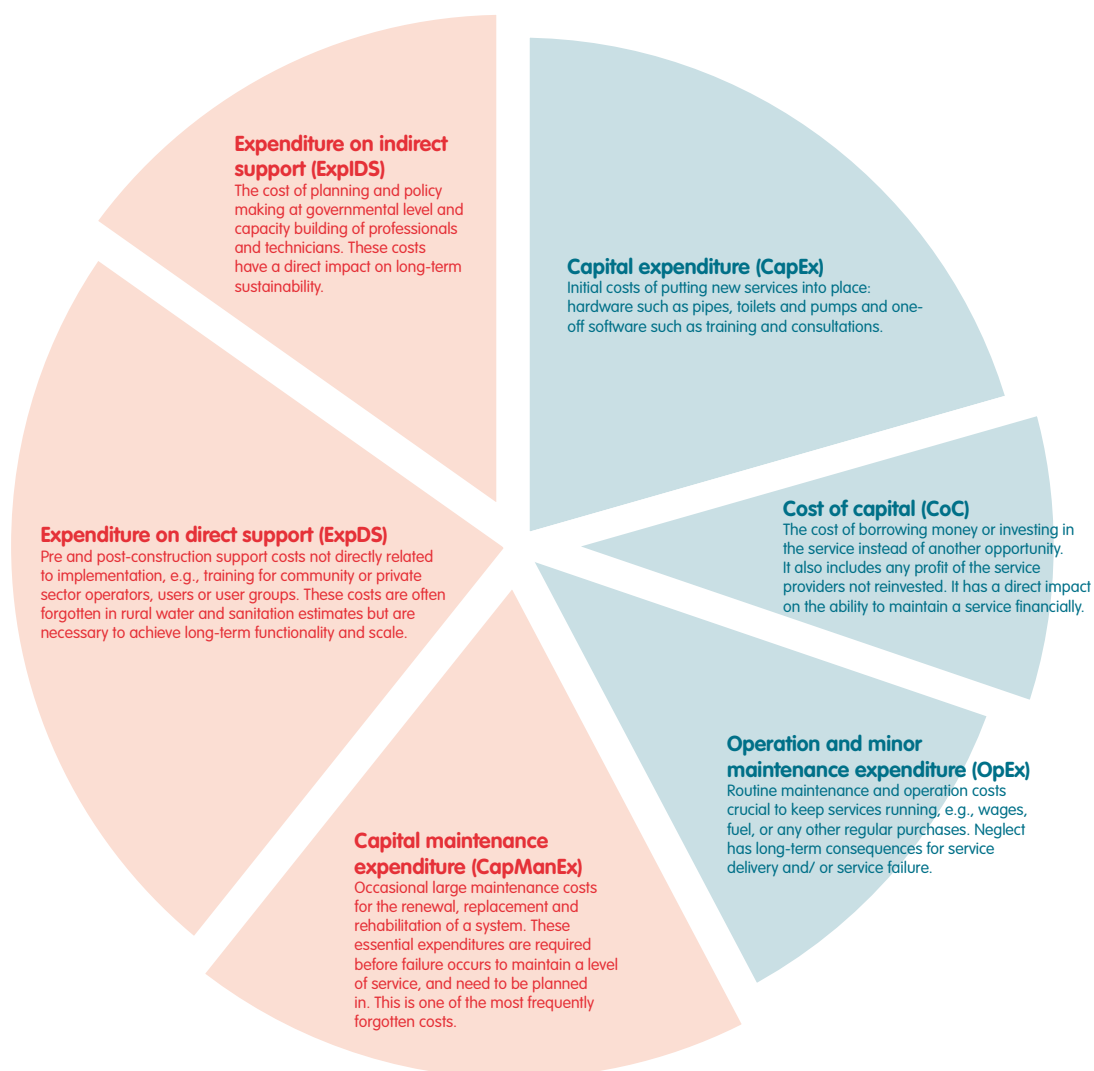 Expenditure on indirect
support (ExpIDS)
The cost of planning and policy
making at governmental level and
capacity building of professionals
and technicians. These costs
have a direct impact on long-term
sustainability.
Capital expenditure (CapEx)
Initial costs of putting new services into place:
hardware such as pipes, toilets and pumps and one-
off software such as training and consultations.
Cost of capital (CoC)
The cost of borrowing money or investing in
the service instead of another opportunity.
It also includes any profit of the service
providers not reinvested. It has a direct impact
on the ability to maintain a service financially.
Expenditure on direct support (ExpDS)
Pre and post-construction support costs not directly related
to implementation, e.g., training for community or private
sector operators, users or user groups. These costs are often
forgotten in rural water and sanitation estimates but are
necessary to achieve long-term functionality and scale.
Operation and minor
maintenance expenditure (OpEx)
Routine maintenance and operation costs
crucial to keep services running, e.g., wages,
fuel, or any other regular purchases. Neglect
has long-term consequences for service
delivery and/ or service failure.
Capital maintenance
expenditure (CapManEx)
Occasional large maintenance costs
for the renewal, replacement and
rehabilitation of a system. These
essential expenditures are required
before failure occurs to maintain a level
of service, and need to be planned
in. This is one of the most frequently
forgotten costs.